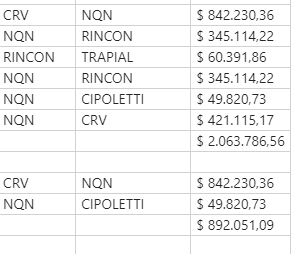 CRV NQN $ 842.230,36
NQN RINCON $ 345.114,22
RINCON TRAPIAL $ 60.391,86
NQN RINCON $ 345.114,22
NQN CIPOLETTI $ 49.820,73
NQN CRV $ 421.115,17
$ 2.063.786,56
CRV NQN $ 842.230,36
NQN CIPOLETTI $ 49.820,73
$ 892.051,09